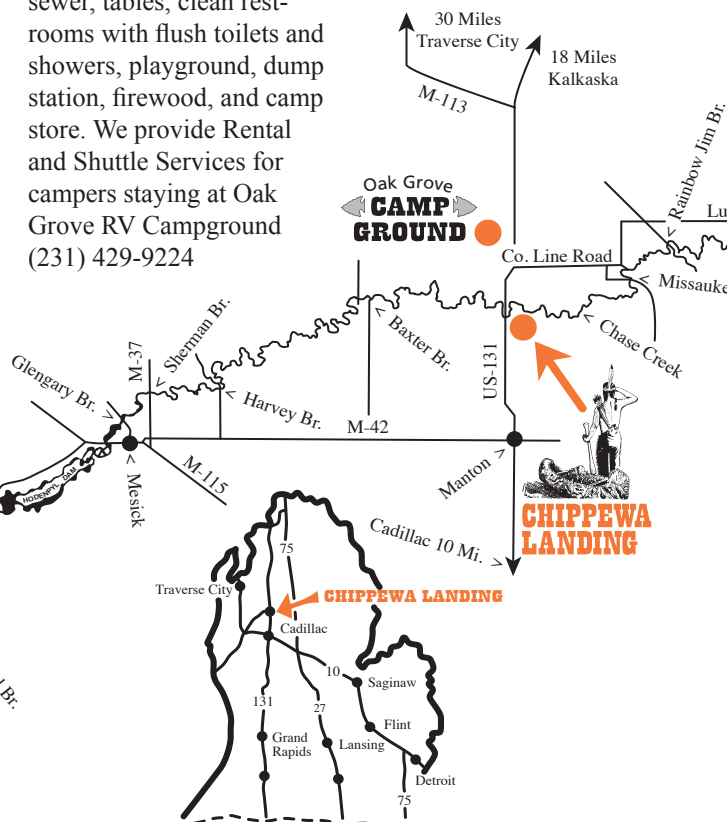 sewer, tables, clean rest-
rooms with flush toilets and
showers, playground, dump
station, firewood, and camp
store. We provide Rental
and Shuttle Services for
campers staying at Oak
Grove RV Campground
(231) 429-9224
30 Miles
Traverse City
18 Miles
Kalkaska
M-113
Rainbow Jim Br.
Lu
Oak Grove
CAMP
GROUND
Co. Line Road
Missauke
< Chase Creek
< Baxter Br.
US-131
Sherman Br.
M-37
Glengary Br.
< Harvey Br.
M-42
M-115
HODENPYL DAM
< Mesick
Manton >
CHIPPEWA
LANDING
Cadillac 10 Mi. >
75
Traverse City
CHIPPEWA LANDING
Cadillac
10
Saginaw
131
27
Flint
Grand
Rapids
Lansing
Detroit
75
Br.